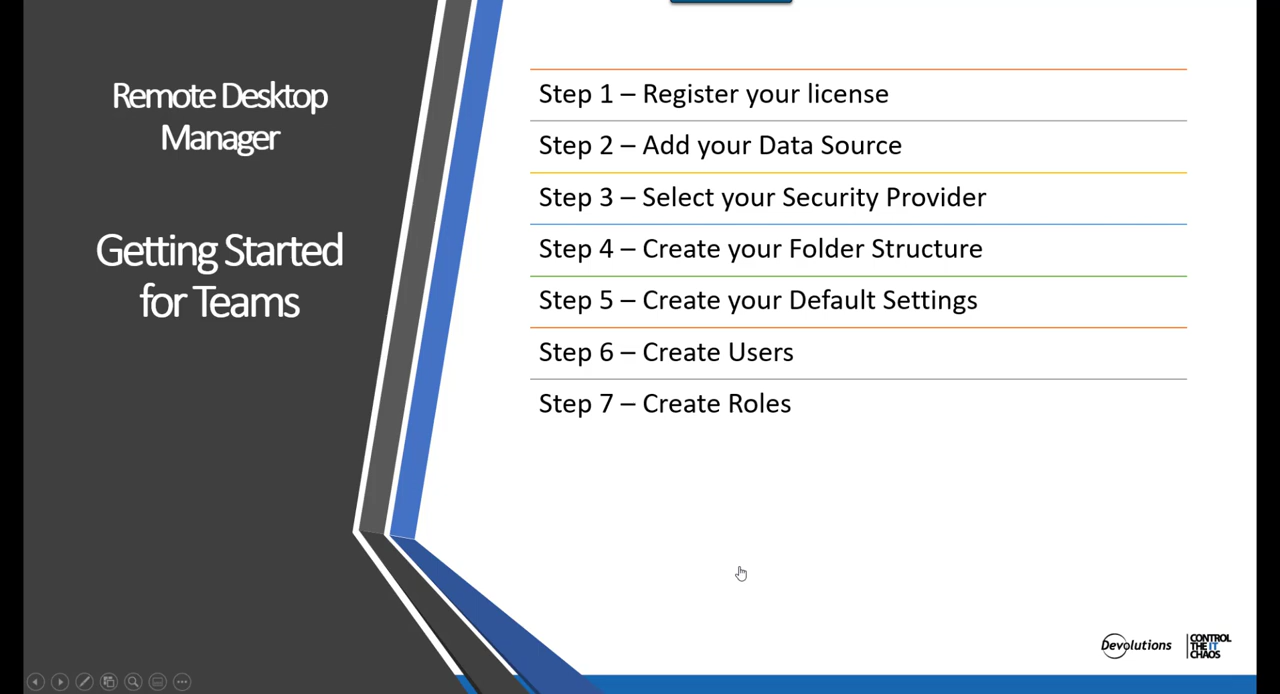 Remote Desktop
Manager
Getting Started
for Teams
Step 1 – Register your license
Step 2 – Add your Data Source
Step 3 – Select your Security Provider
Step 4 – Create your Folder Structure
Step 5 – Create your Default Settings
Step 6 – Create Users
Step 7 – Create Roles
Devolutions
CONTROL
THE IT
CHAOS